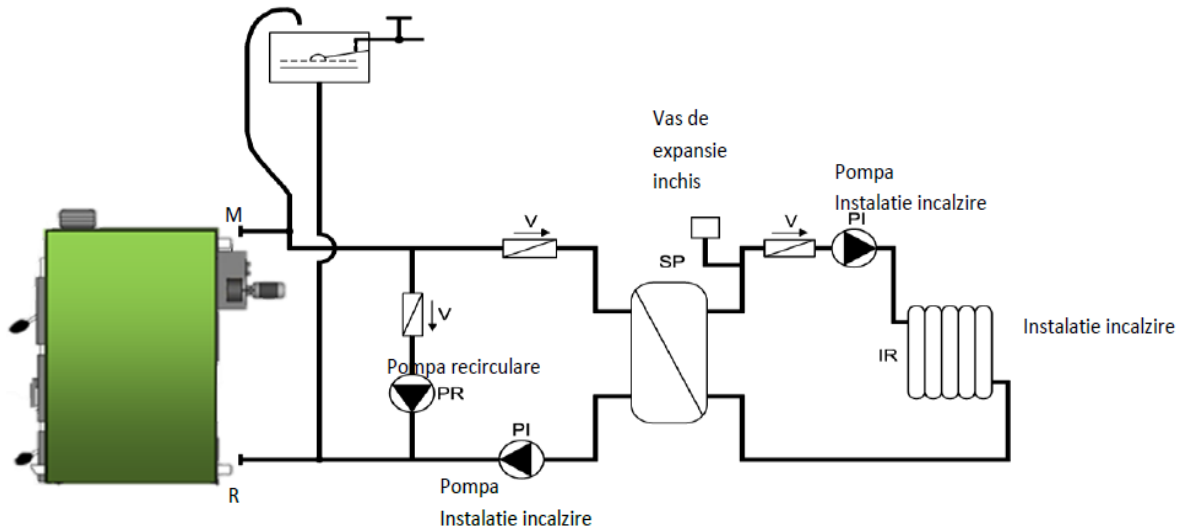 Vas de
expansie
inchis
Pompa
Instalatie incalzire
PI
M
V
V
SP
V
Instalatie incalzire
IR
Pompa recirculare
PR
PI
R
Pompa
Instalatie incalzire